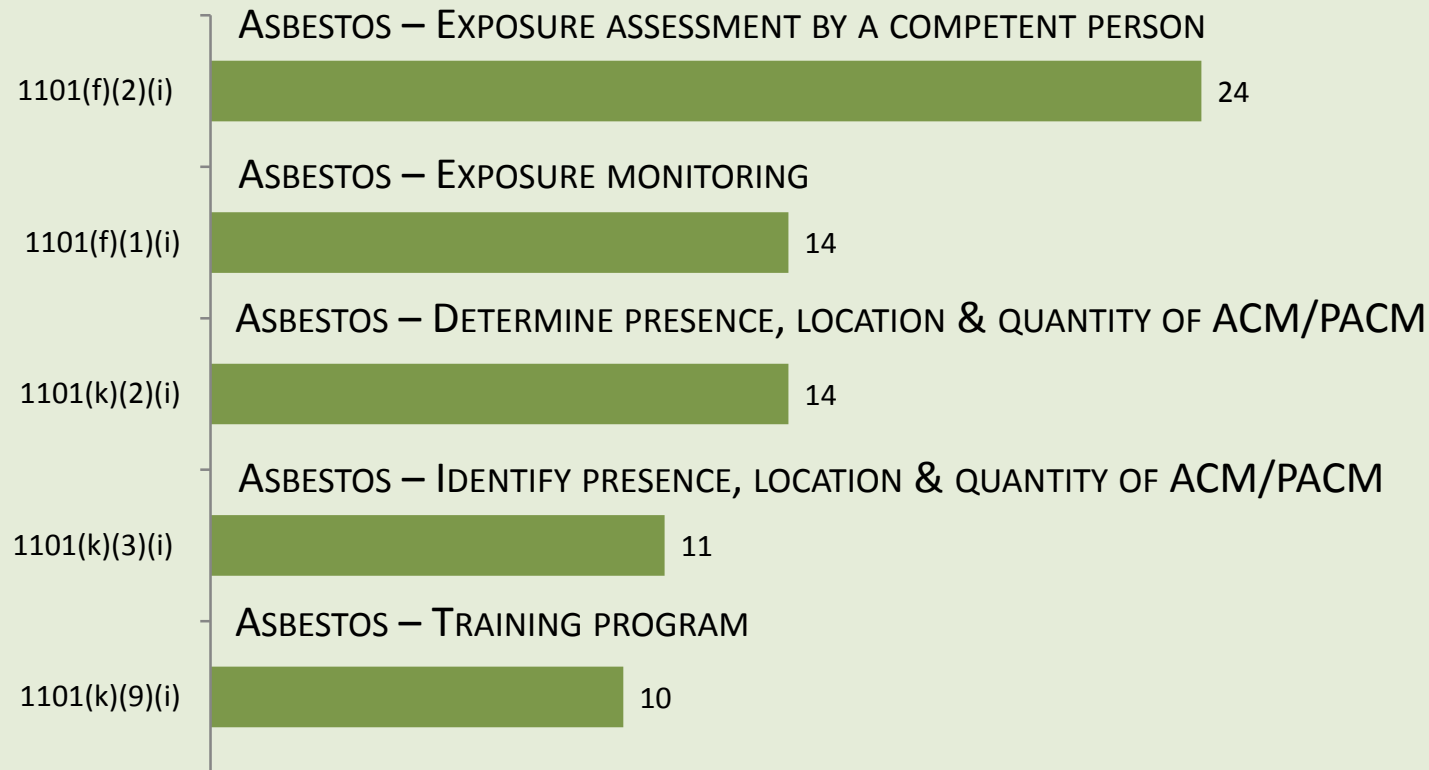 Asbestos – Exposure assessment by a competent person
1101(f)(2)(i)
24
Asbestos – Exposure monitoring
1101(f)(1)(i)
14
Asbestos – Determine presence, location & quantity of ACM/PACM
1101(k)(2)(i)
14
Asbestos – Identify presence, location & quantity of ACM/PACM
1101(k)(3)(i)
11
Asbestos – Training program
1101(k)(9)(i)
10